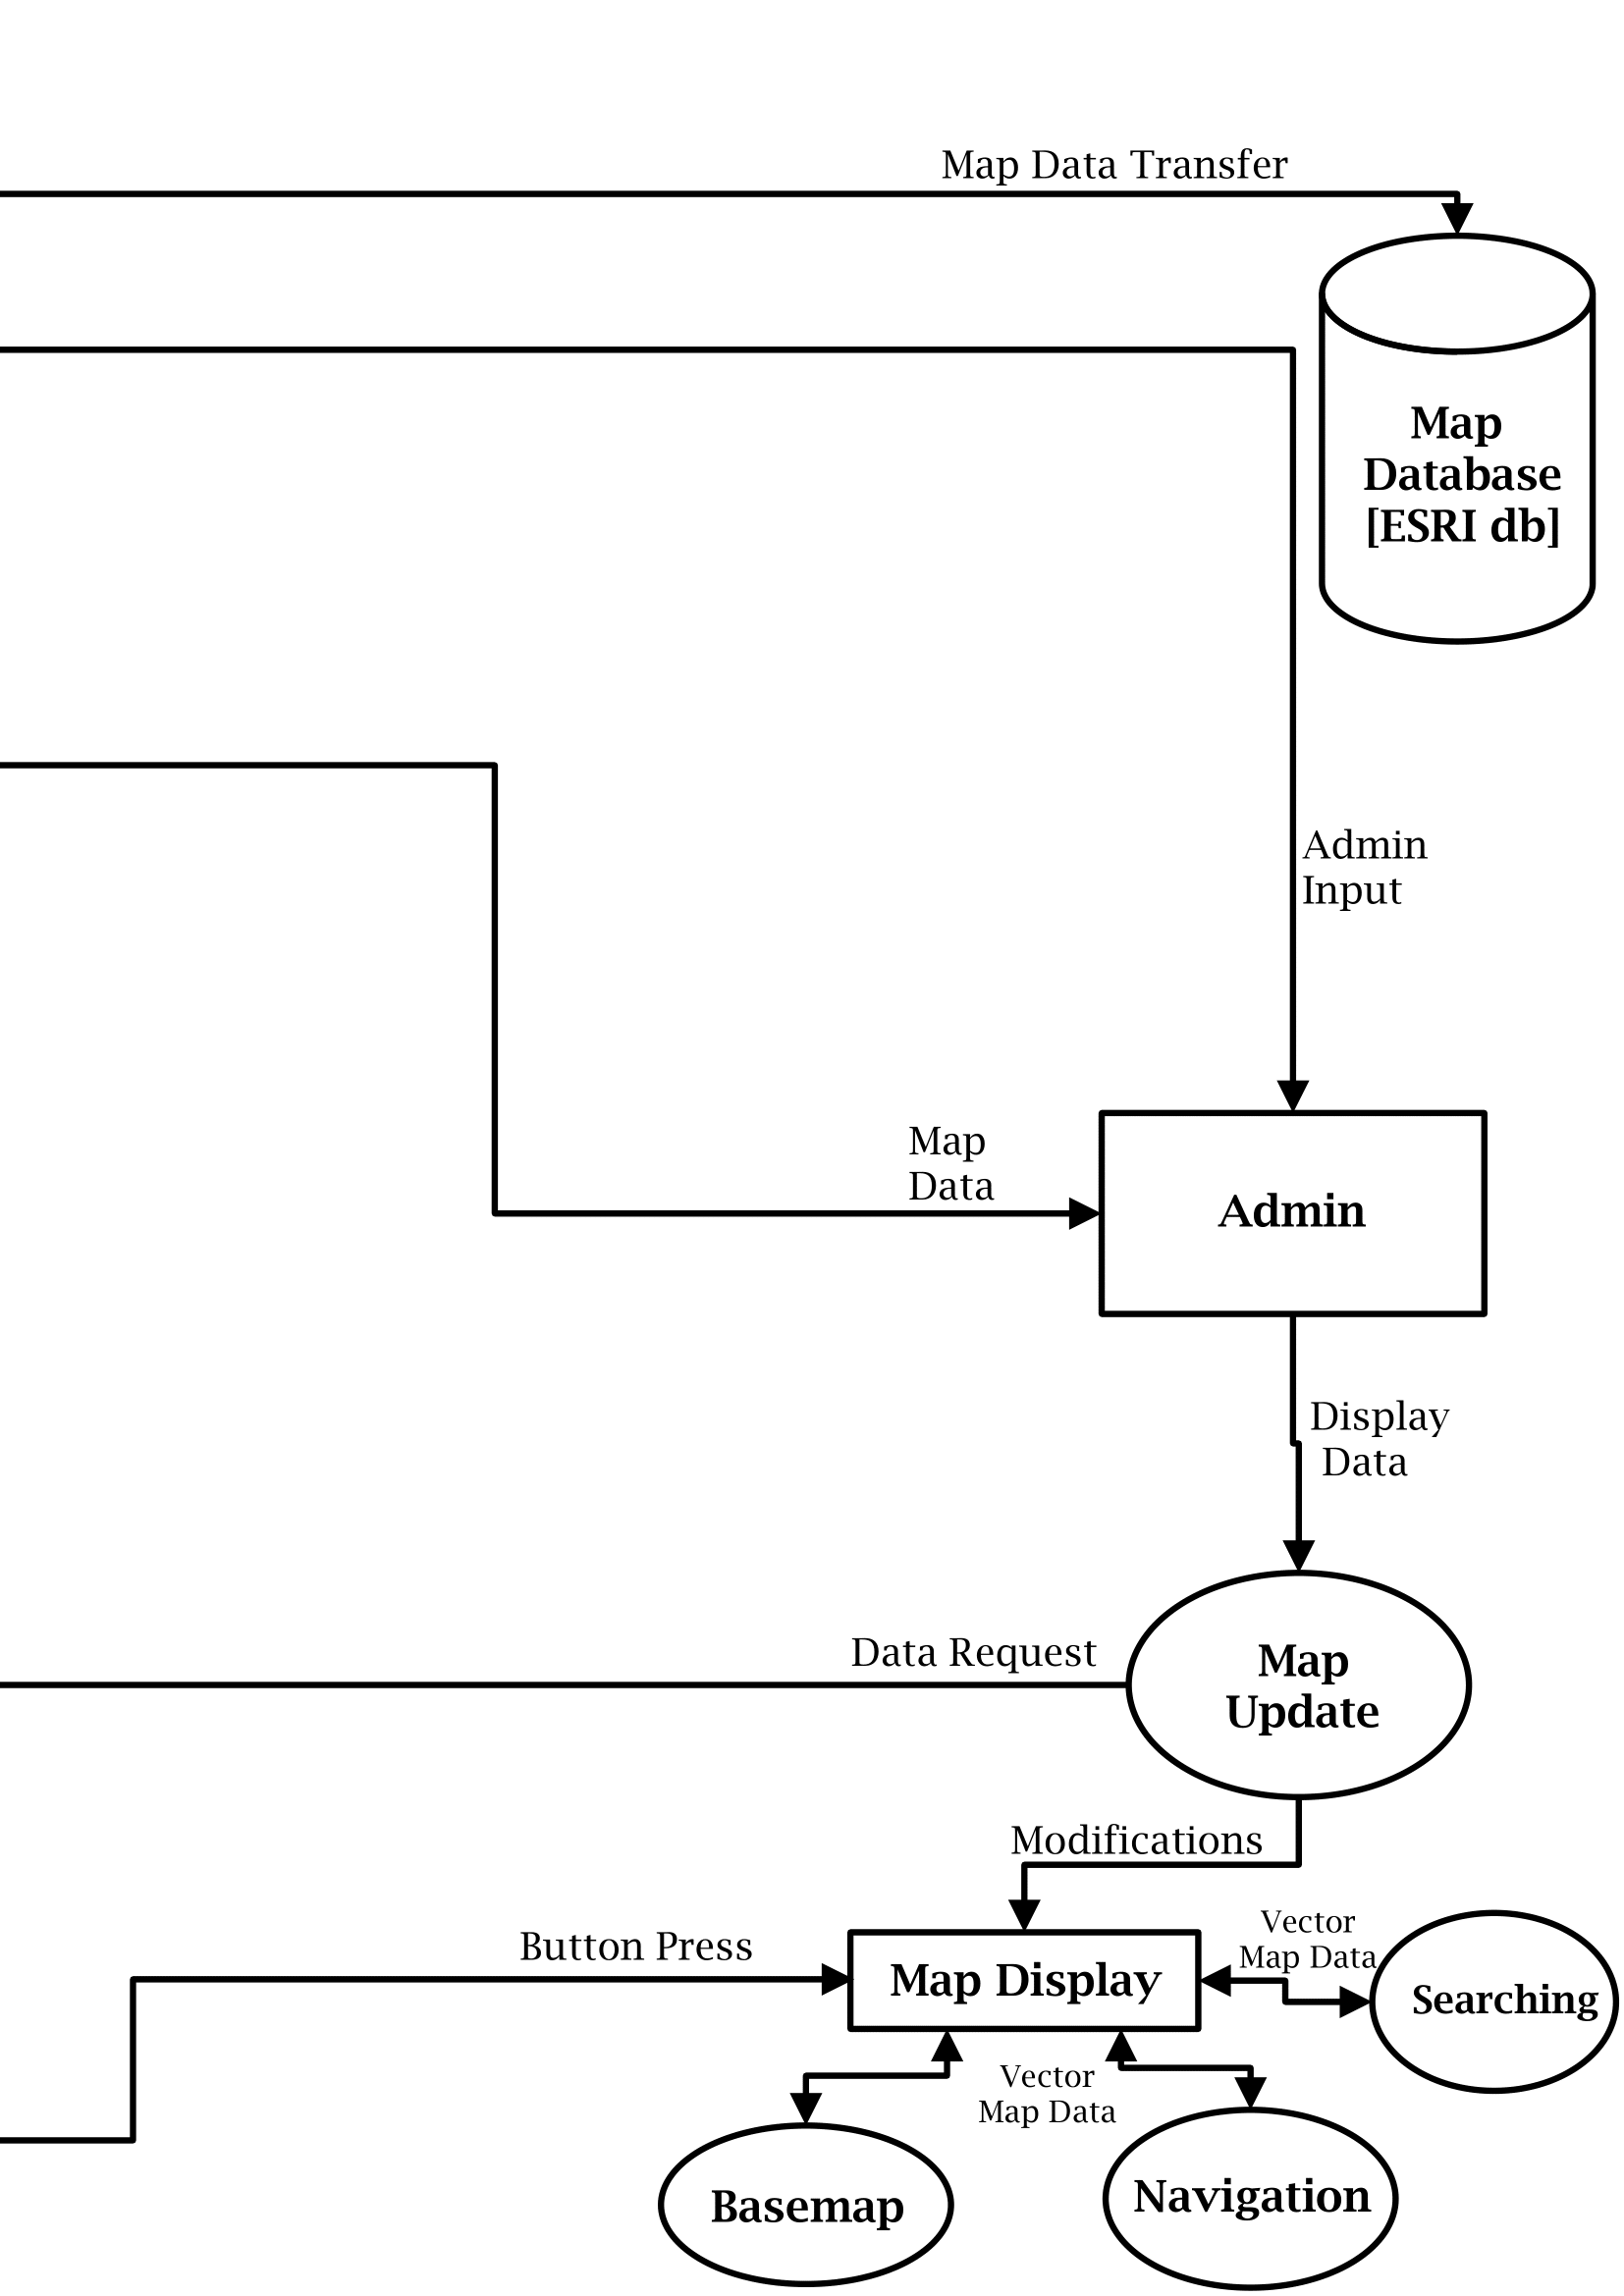 Map Data Transfer
Map
Database
[ESRI db]
Admin
Input
Map
Data
Admin
Display
Data
Data Request
Map
Update
Modifications
Button Press
Map Display
Vector
Map Data
Searching
Vector
Map Data
Basemap
Navigation